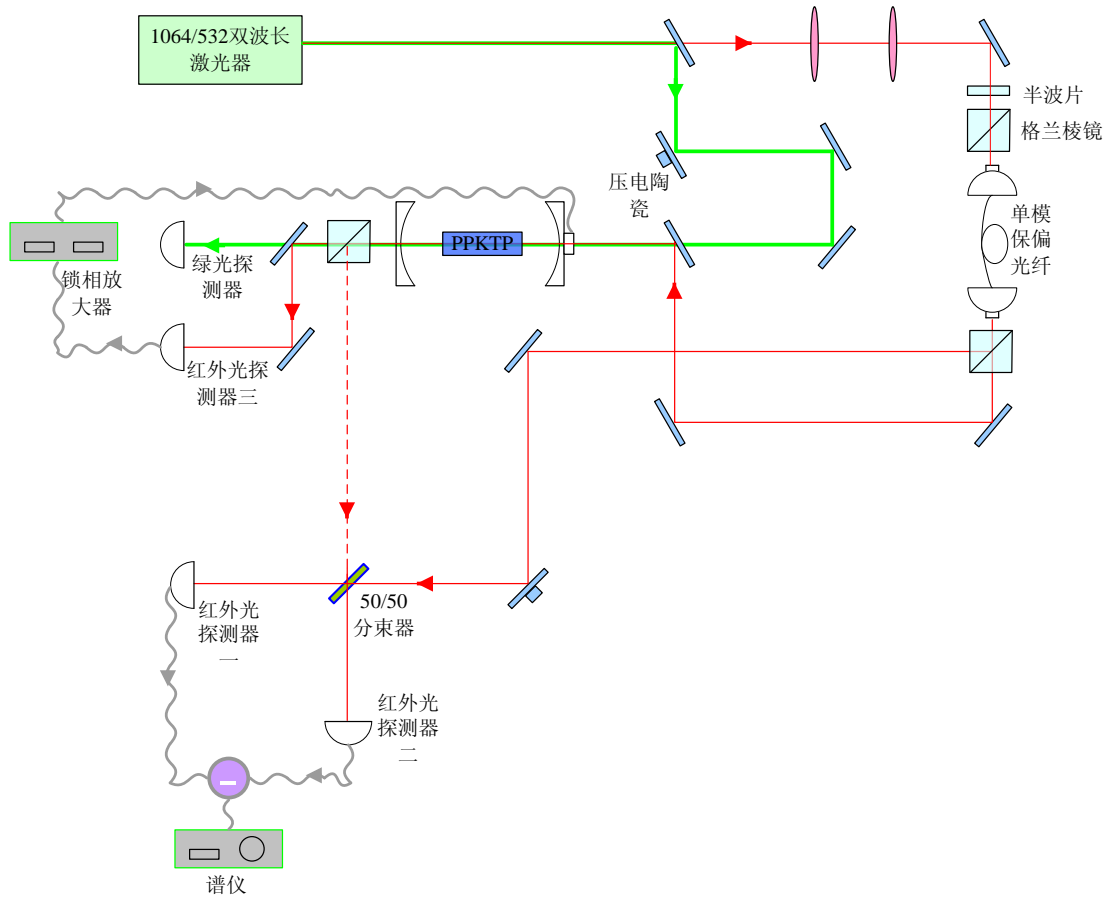 1064/532双波长
激光器
半波片
格兰棱镜
压电陶
瓷
单模
保偏
光纤
PPKTP
绿光探
测器
锁相放
大器
红外光探
测器三
50/50
分束器
红外光
探测器
一
红外光
探测器
二
谱仪